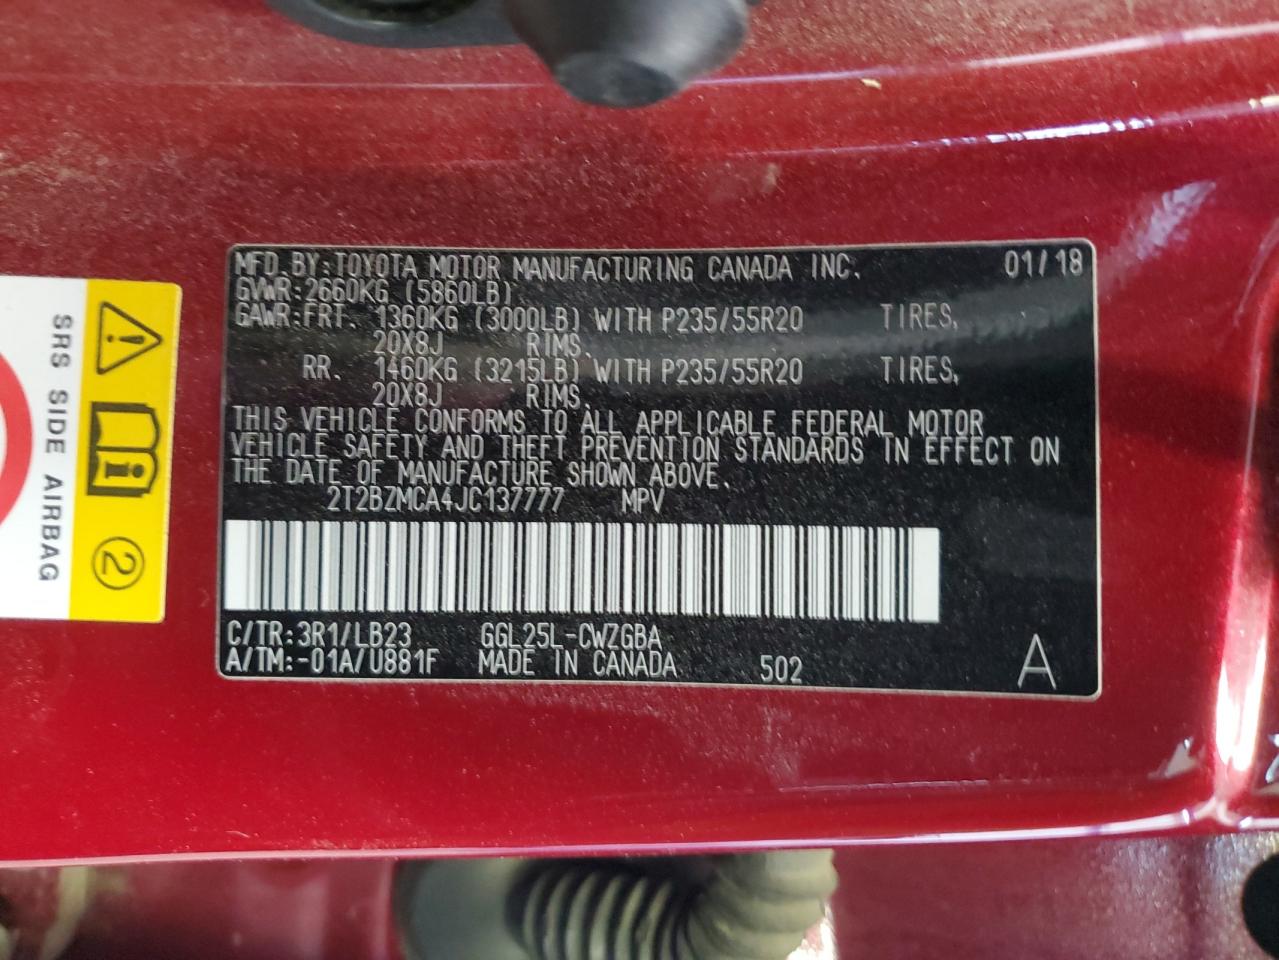 MFD. BY: TOYOTA MOTOR MANUFACTURING CANADA INC. 01/18
GVWR: 2660KG (5860LB)
GAWR: FRT. 1360KG (3000LB) WITH P235/55R20 TIRES,
20X8J RIMS.
RR. 1460KG (3215LB) WITH P235/55R20 TIRES,
20X8J RIMS.
THIS VEHICLE CONFORMS TO ALL APPLICABLE FEDERAL MOTOR
VEHICLE SAFETY AND THEFT PREVENTION STANDARDS IN EFFECT ON
THE DATE OF MANUFACTURE SHOWN ABOVE.
2T2BZMCA4JC137777 MPV
C/TR: 3R1/LB23 GGL25L-CWZGBA
A/TM: -01A/U881F MADE IN CANADA 502 A
SRS SIDE AIRBAG
2